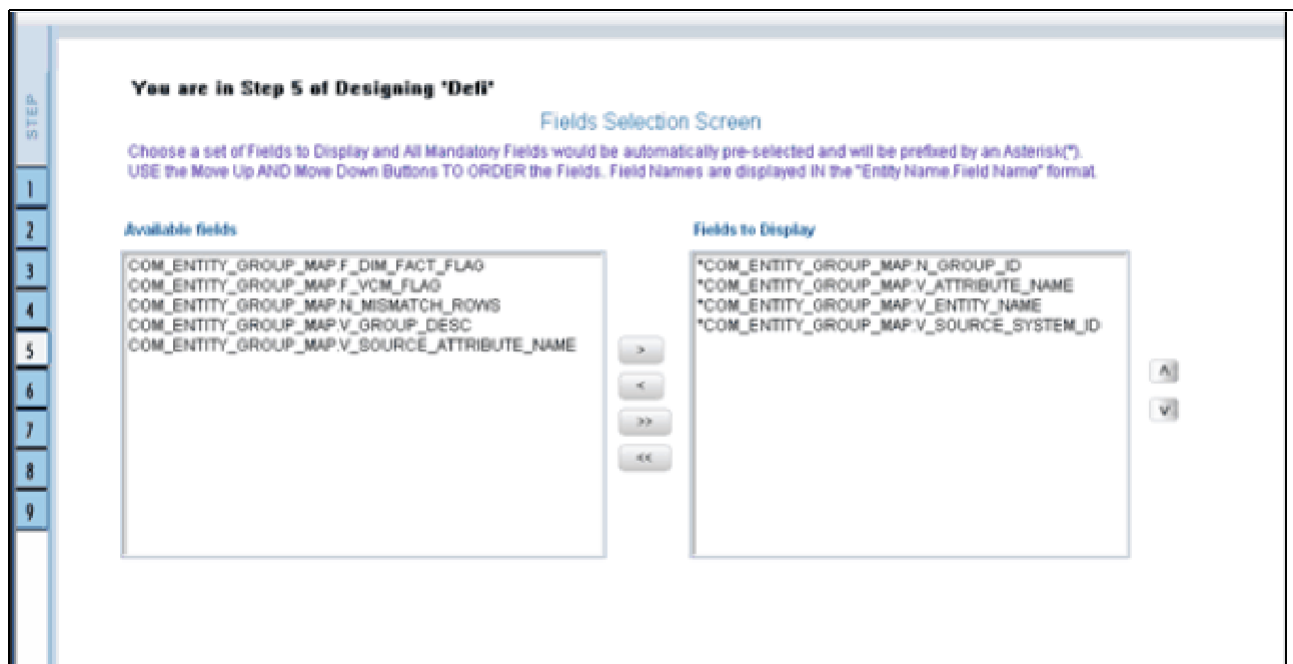 STEP
1
2
3
4
5
6
7
8
9
You are in Step 5 of Designing 'Defi'
Fields Selection Screen
Choose a set of Fields to Display and All Mandatory Fields would be automatically pre-selected and will be prefixed by an Asterisk(*).
USE the Move Up AND Move Down Buttons TO ORDER the Fields. Field Names are displayed IN the "Entity Name.Field Name" format.
Available fields
COM_ENTITY_GROUP_MAP.F_DIM_FACT_FLAG
COM_ENTITY_GROUP_MAP.F_VCM_FLAG
COM_ENTITY_GROUP_MAP.N_MISMATCH_ROWS
COM_ENTITY_GROUP_MAP.V_GROUP_DESC
COM_ENTITY_GROUP_MAP.V_SOURCE_ATTRIBUTE_NAME
>
<
>>
<<
Fields to Display
*COM_ENTITY_GROUP_MAP.N_GROUP_ID
*COM_ENTITY_GROUP_MAP.V_ATTRIBUTE_NAME
*COM_ENTITY_GROUP_MAP.V_ENTITY_NAME
*COM_ENTITY_GROUP_MAP.V_SOURCE_SYSTEM_ID
^
v